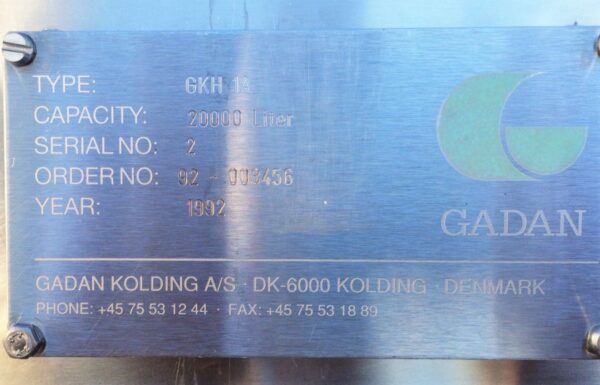 TYPE: GKH 1A
CAPACITY: 20000 Liter
SERIAL NO: 2
ORDER NO: 92 - 003456
YEAR: 1992
GADAN
GADAN KOLDING A/S · DK-6000 KOLDING · DENMARK
PHONE: +45 75 53 12 44 · FAX: +45 75 53 18 89